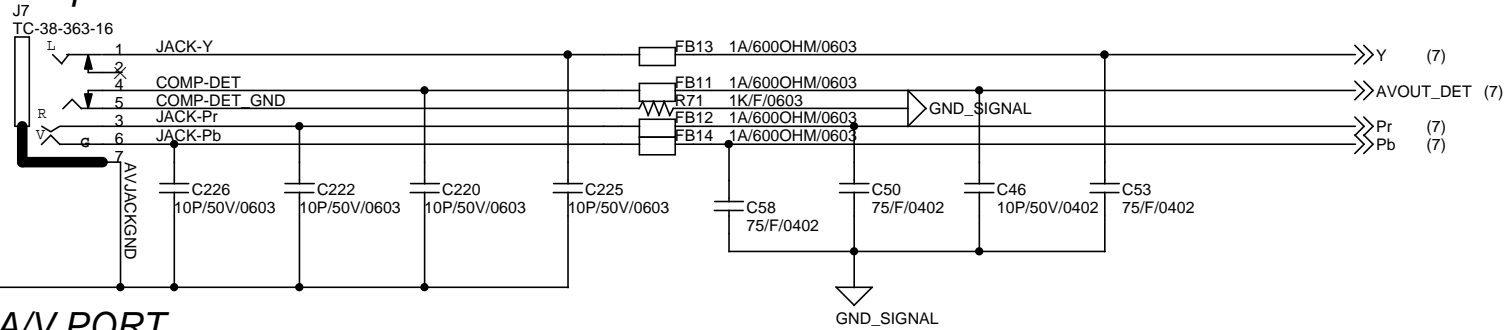 J7
TC-38-363-16
L
1 JACK-Y FB13 1A/600OHM/0603 Y (7)
2
4 COMP-DET FB11 1A/600OHM/0603 AVOUT_DET (7)
5 COMP-DET_GND R71 1K/F/0603 GND_SIGNAL
R
3 JACK-Pr FB12 1A/600OHM/0603 Pr (7)
V G 6 JACK-Pb FB14 1A/600OHM/0603 Pb (7)
7
AVJACKGND
C226
10P/50V/0603
C222
10P/50V/0603
C220
10P/50V/0603
C225
10P/50V/0603
C58
75/F/0402
C50
75/F/0402
C46
10P/50V/0402
C53
75/F/0402
GND_SIGNAL
A/V PORT